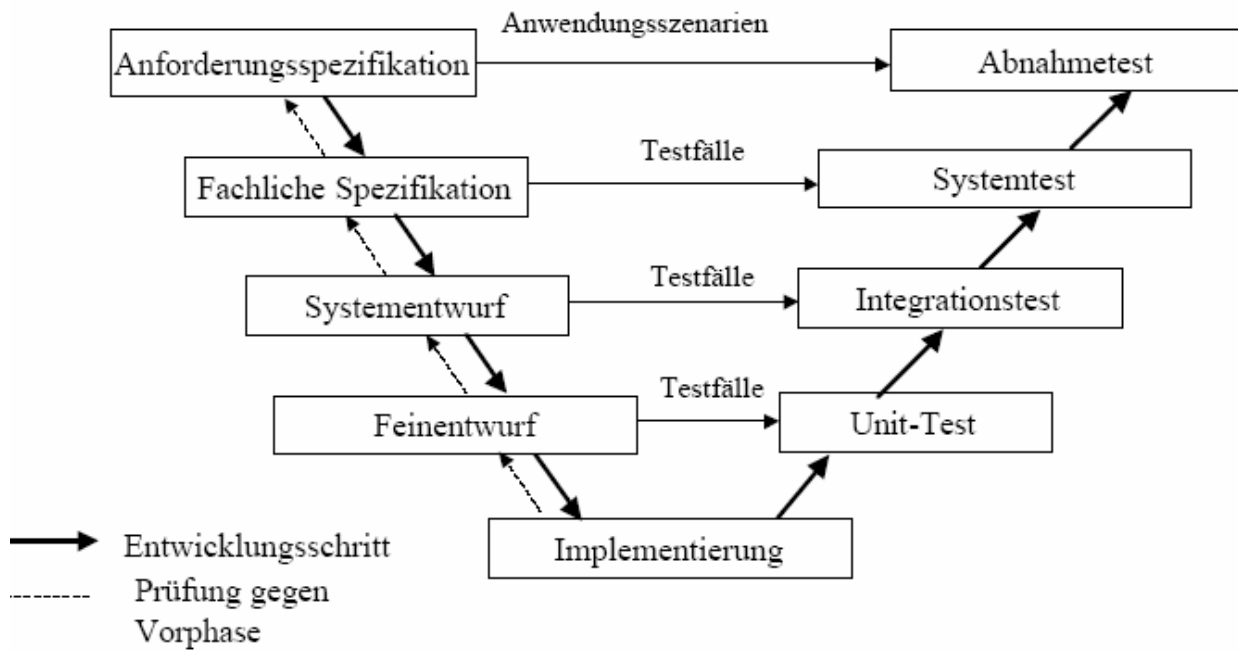 Anwendungsszenarien
Anforderungsspezifikation
Abnahmetest
Testfälle
Fachliche Spezifikation
Systemtest
Testfälle
Systementwurf
Integrationstest
Testfälle
Feinentwurf
Unit-Test
Implementierung
Entwicklungsschritt
Prüfung gegen
Vorphase